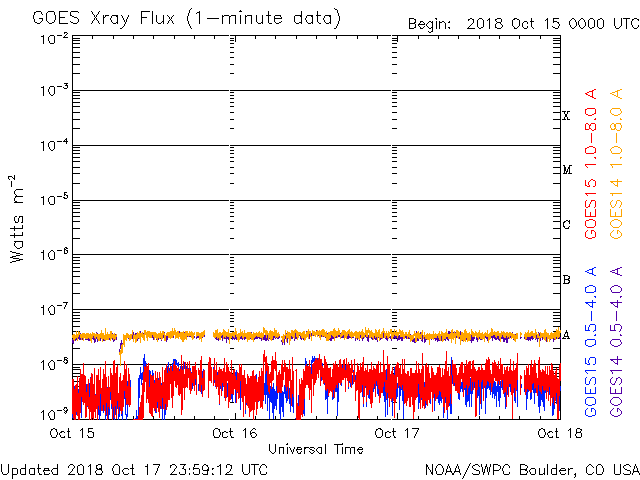 GOES Xray Flux (1-minute data)
Begin: 2018 Oct 15 0000 UTC
10^-2
10^-3
10^-4
10^-5
10^-6
10^-7
10^-8
10^-9
Watts m^-2
X
M
C
B
A
GOES15 1.0-8.0 A
GOES14 1.0-8.0 A
GOES15 0.5-4.0 A
GOES14 0.5-4.0 A
Oct 15 Oct 16 Oct 17 Oct 18
Universal Time
Updated 2018 Oct 17 23:59:12 UTC
NOAA/SWPC Boulder, CO USA